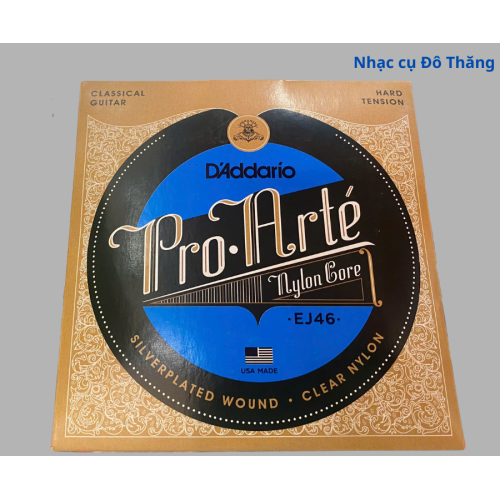 Nhạc cụ Đô Thăng
CLASSICAL
GUITAR
HARD
TENSION
D'Addario
Pro·Arté
Nylon Core
·EJ46·
USA MADE
SILVERPLATED WOUND · CLEAR NYLON